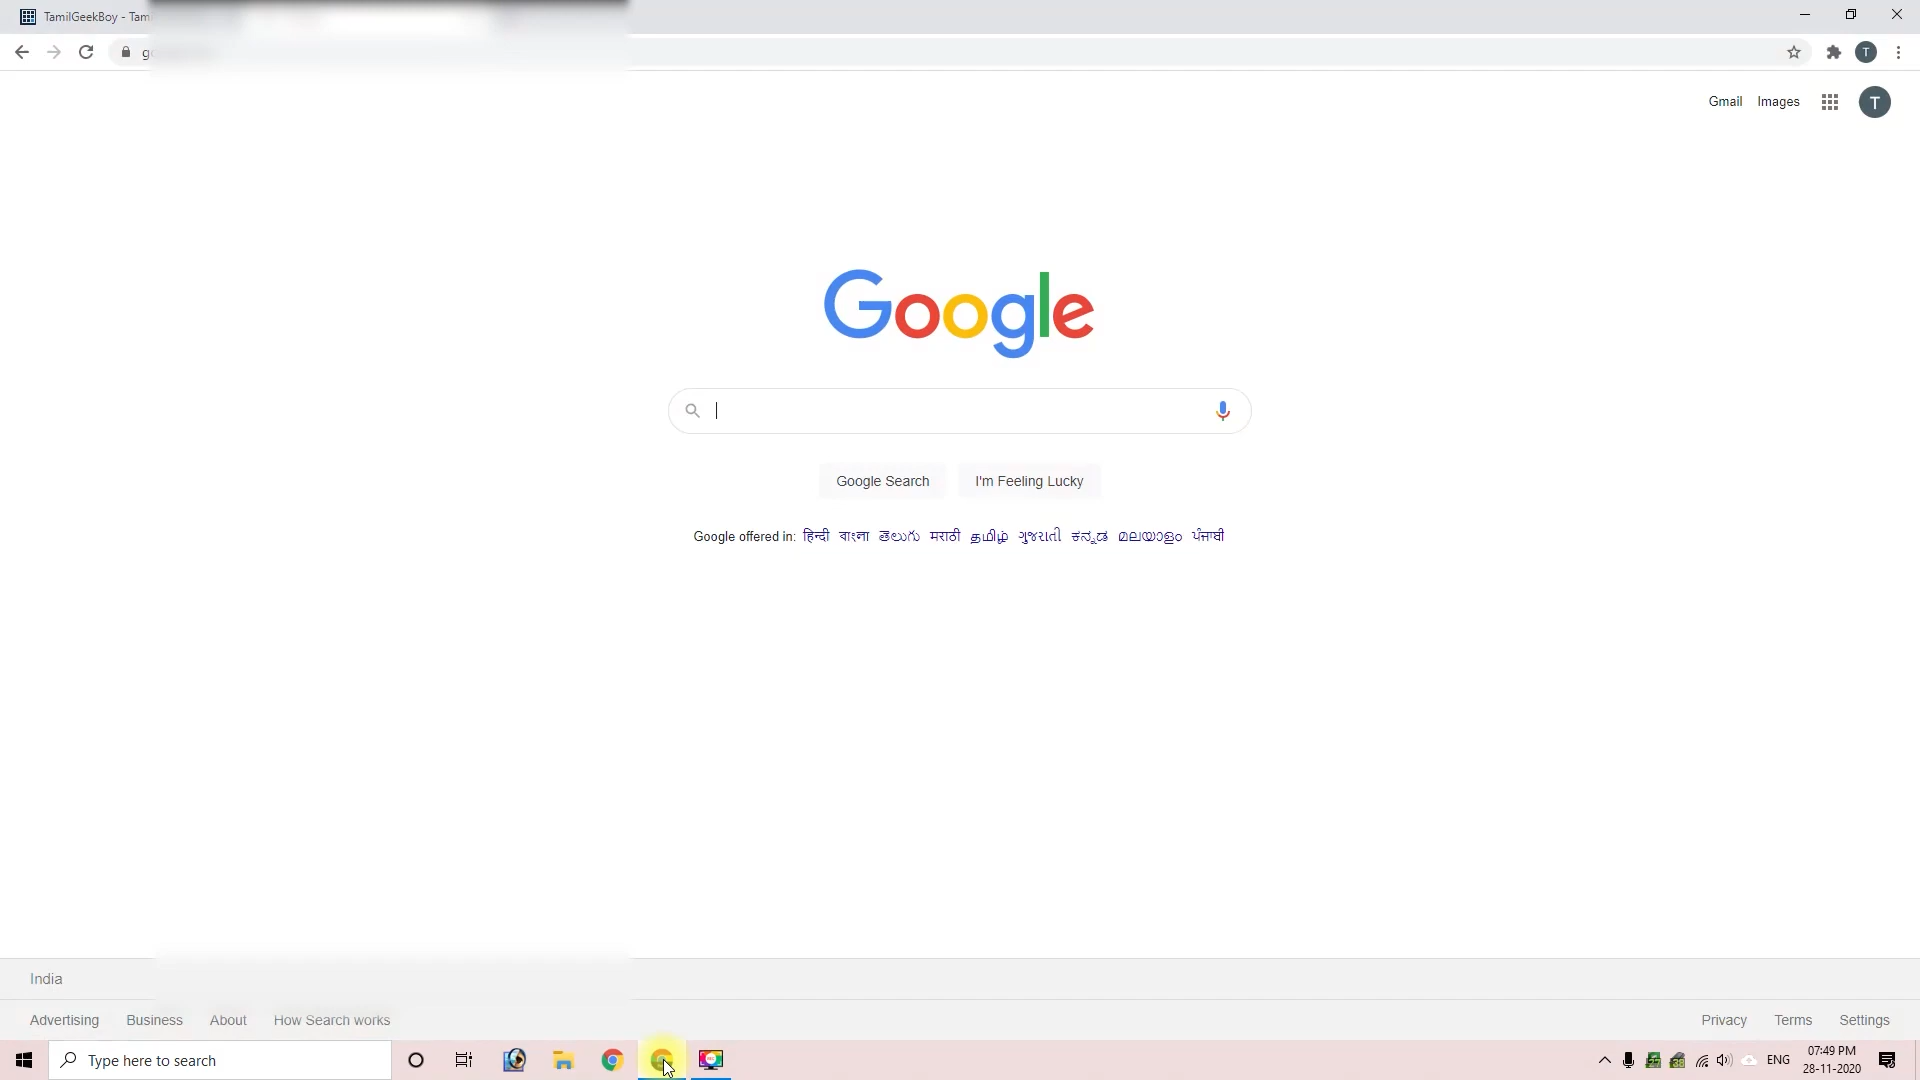 TamilGeekBoy - Tam
Gmail Images
T
Google
Google Search I'm Feeling Lucky
Google offered in: हिन्दी বাংলা తెలుగు मराठी தமிழ் ગુજરાતી ಕನ್ನಡ മലയാളം ਪੰਜਾਬੀ
India
Advertising Business About How Search works
Privacy Terms Settings
Type here to search
ENG
07:49 PM
28-11-2020